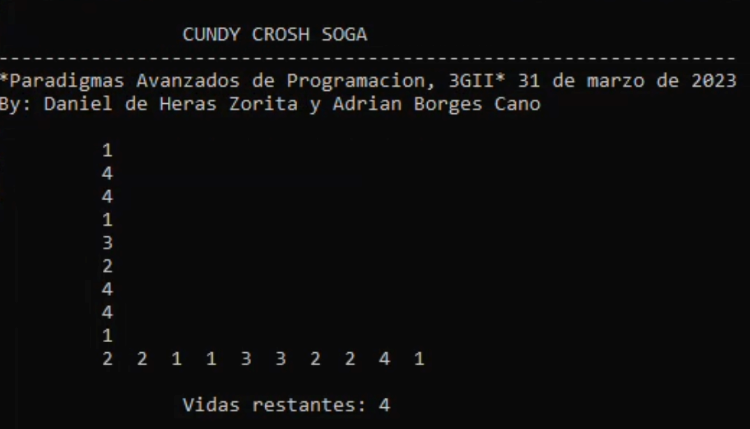 CUNDY CROSH SOGA
----------------------------------------------------------------
*Paradigmas Avanzados de Programacion, 3GII* 31 de marzo de 2023
By: Daniel de Heras Zorita y Adrian Borges Cano
1
4
4
1
3
2
4
4
1
2 2 1 1 3 3 2 2 4 1
Vidas restantes: 4